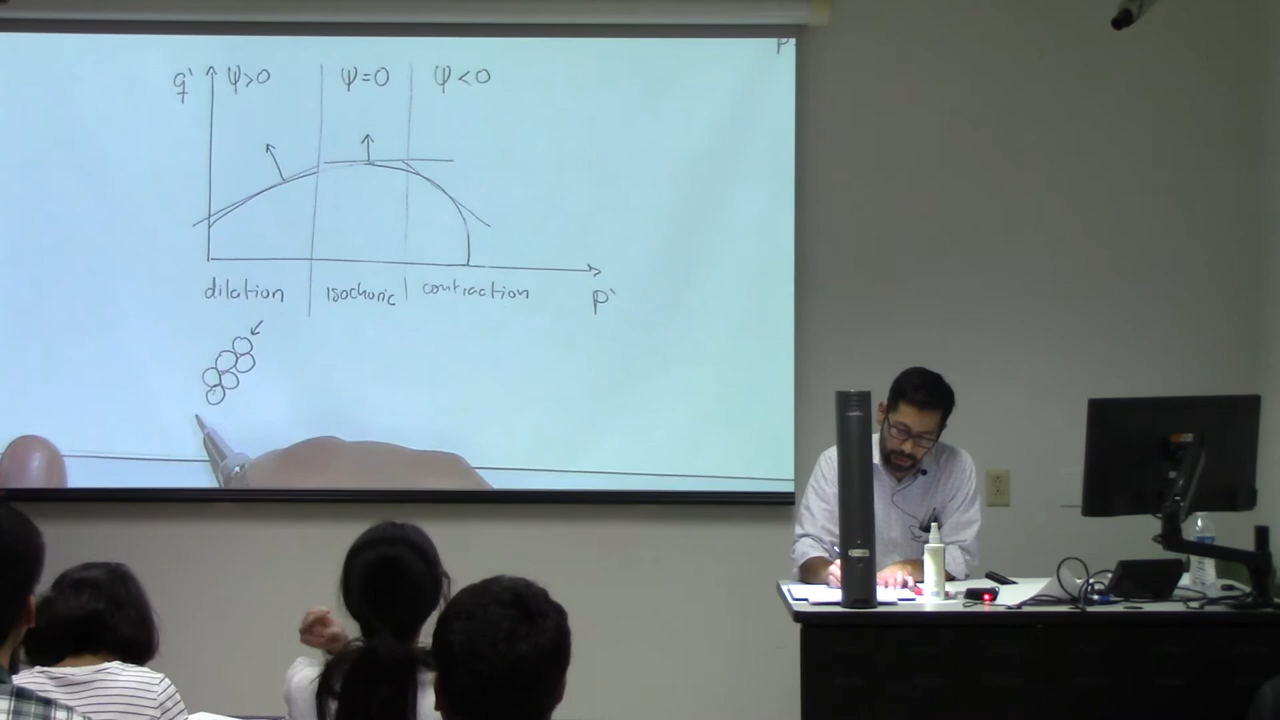 q' ψ>0 ψ=0 ψ<0
dilation isochoric contraction
p'
P